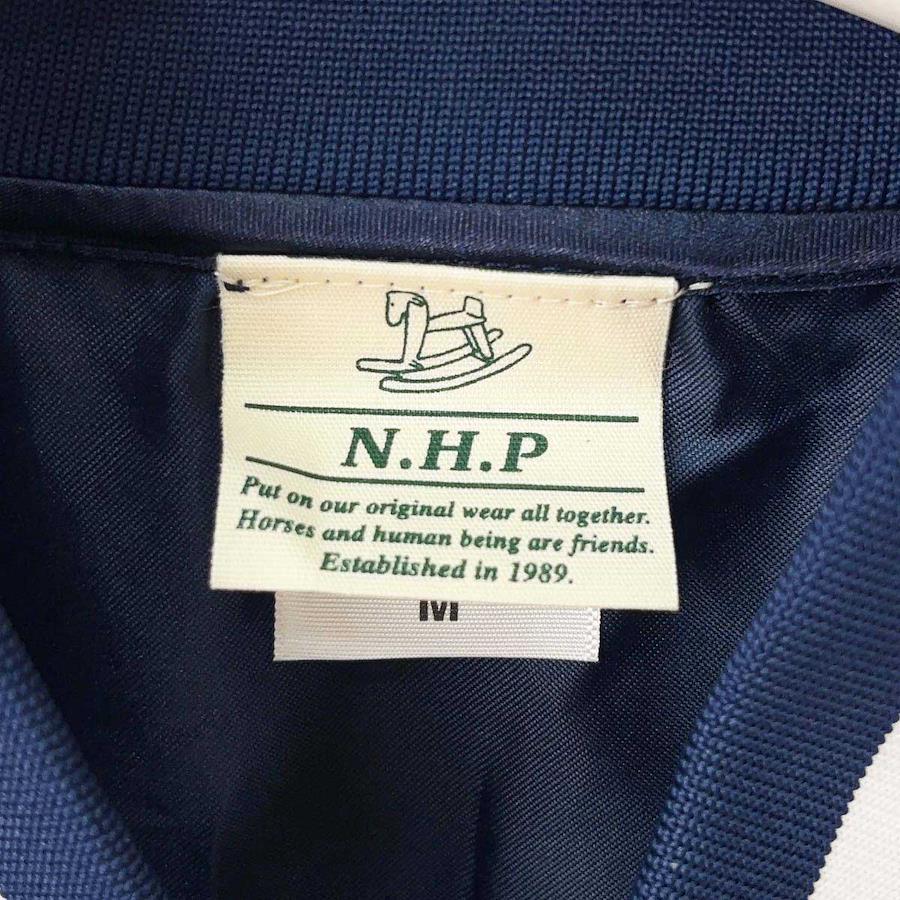 N.H.P
Put on our original wear all together.
Horses and human being are friends.
Established in 1989.
M